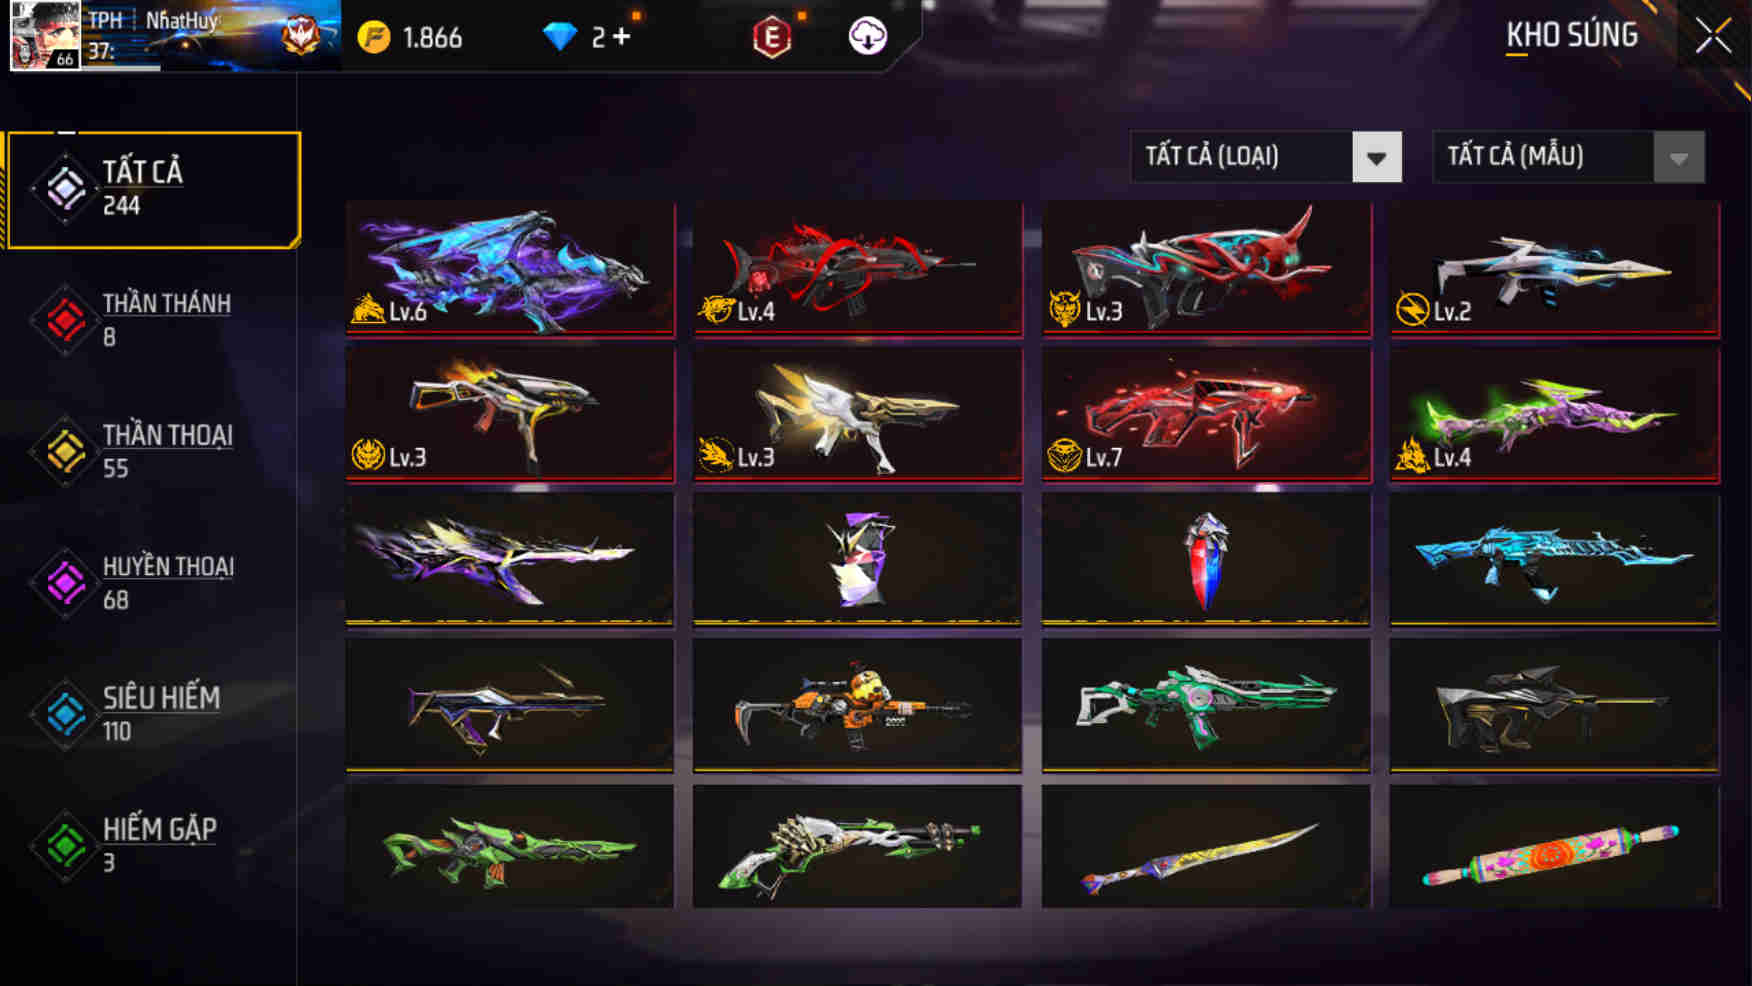 TPH NhatHuy
37:
66
1.866
2 +
E
KHO SÚNG
TẤT CẢ
244
THẦN THÁNH
8
THẦN THOẠI
55
HUYỀN THOẠI
68
SIÊU HIẾM
110
HIẾM GẶP
3
TẤT CẢ (LOẠI)
TẤT CẢ (MẪU)
Lv.6
Lv.4
Lv.3
Lv.2
Lv.3
Lv.3
Lv.7
Lv.4